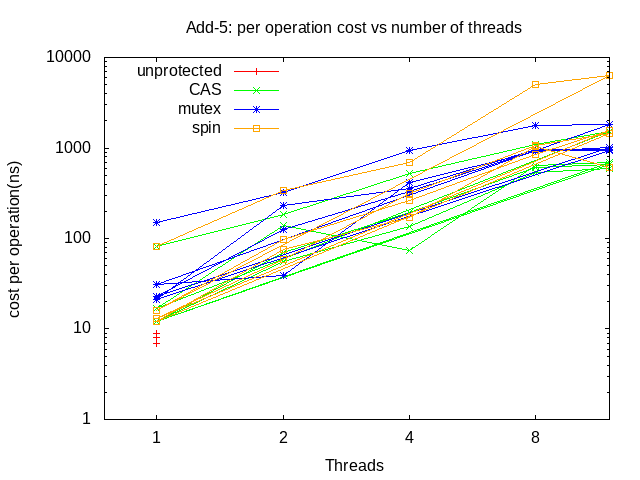 Add-5: per operation cost vs number of threads
10000
1000
100
10
1
cost per operation(ns)
unprotected
CAS
mutex
spin
1 2 4 8
Threads